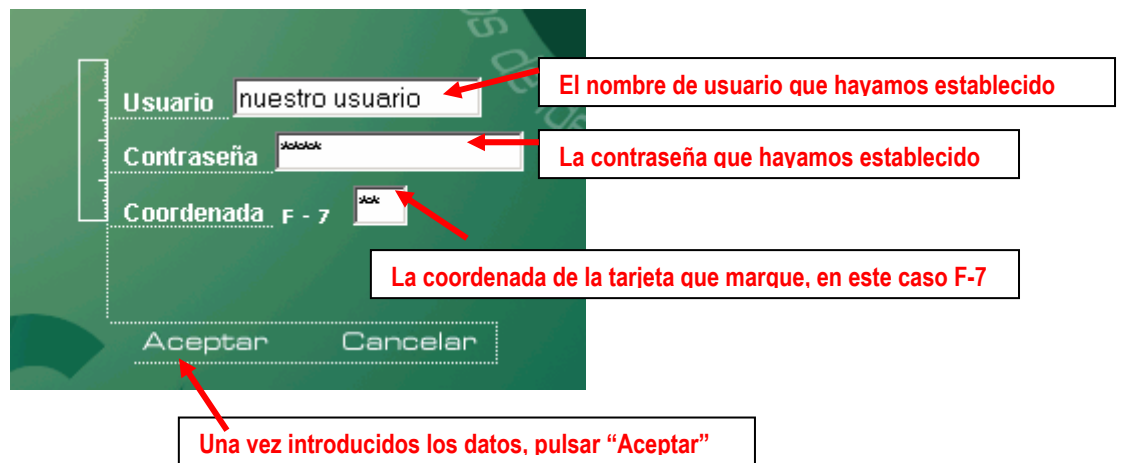 os de
Usuario nuestro usuario
El nombre de usuario que hayamos establecido
Contraseña ****
La contraseña que hayamos establecido
Coordenada F - 7 **
La coordenada de la tarjeta que marque, en este caso F-7
Aceptar Cancelar
Una vez introducidos los datos, pulsar “Aceptar”